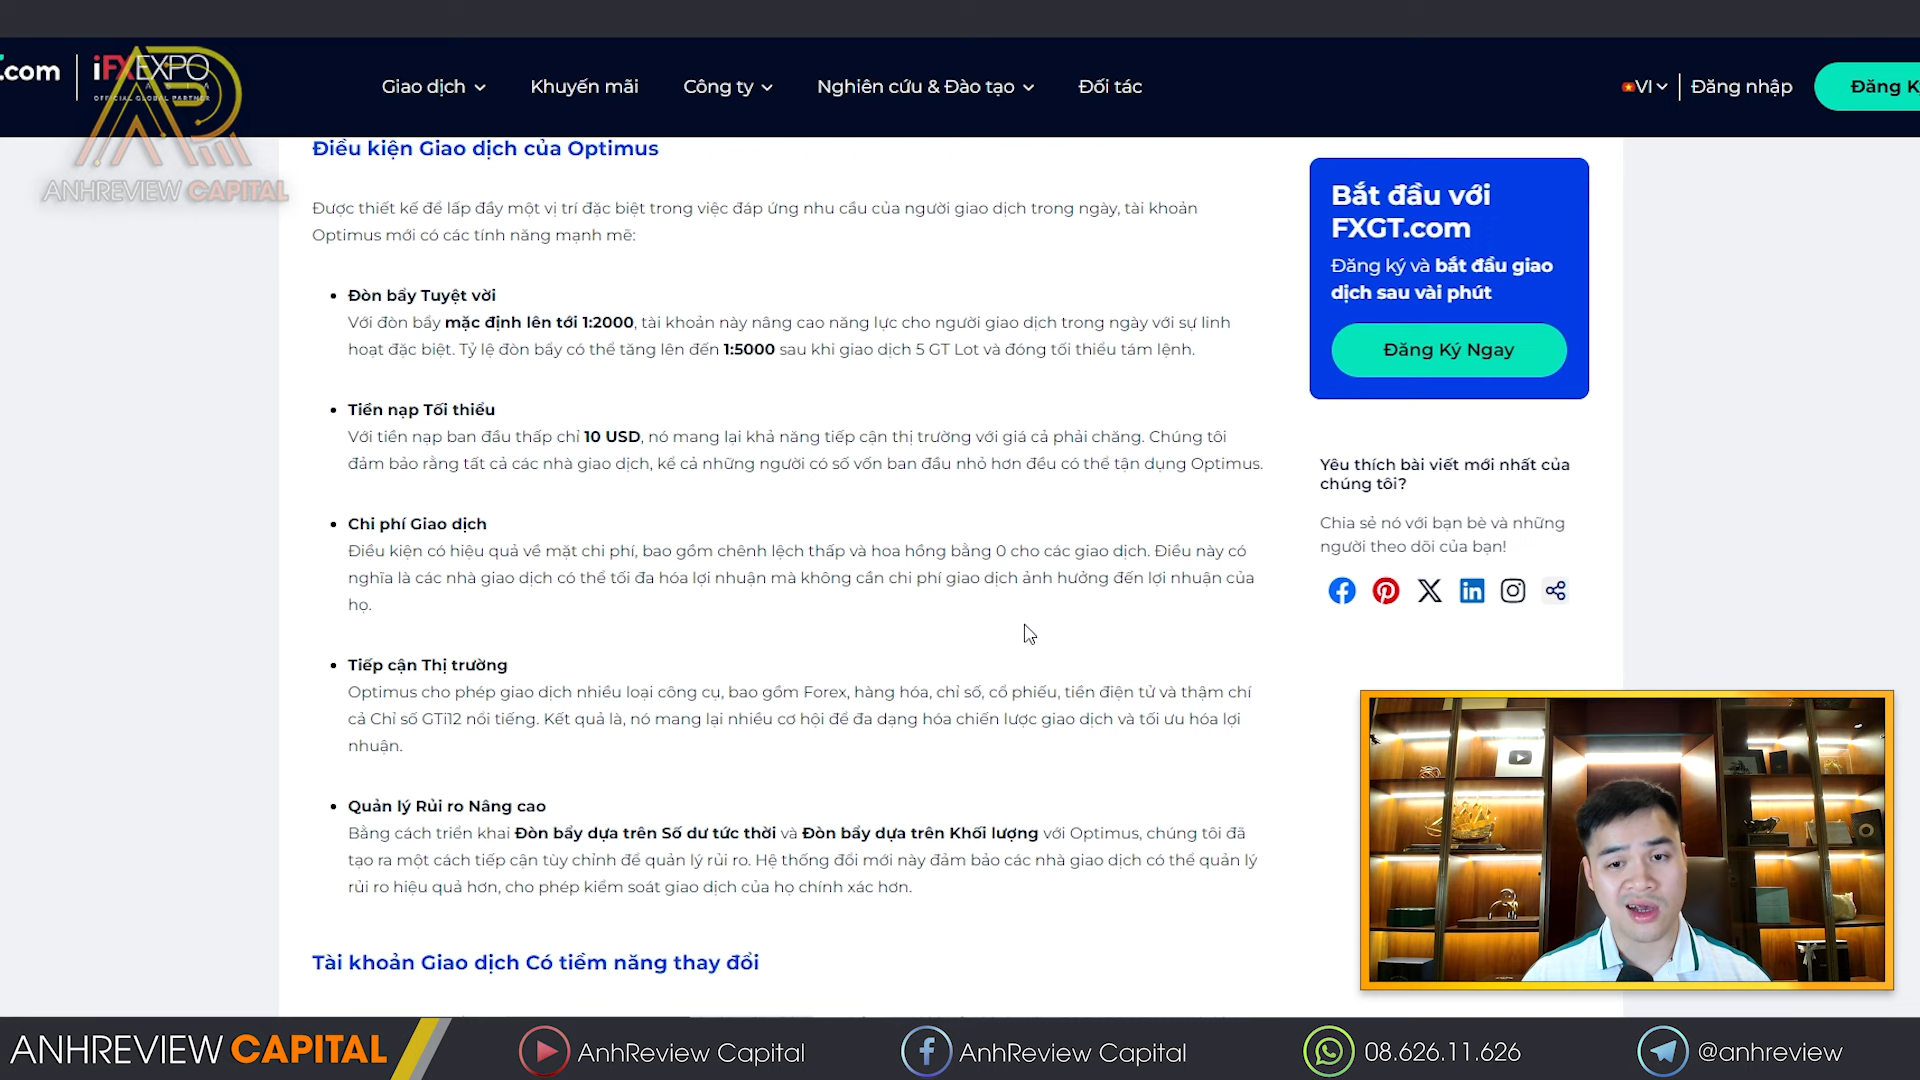 .com
iFXEXPO
OFFICIAL GLOBAL PARTNER
ANHREVIEW CAPITAL
Giao dịch
Khuyến mãi
Công ty
Nghiên cứu & Đào tạo
Đối tác
VI
Đăng nhập
Đăng K
Điều kiện Giao dịch của Optimus
Được thiết kế để lấp đầy một vị trí đặc biệt trong việc đáp ứng nhu cầu của người giao dịch trong ngày, tài khoản
Optimus mới có các tính năng mạnh mẽ:
Đòn bẩy Tuyệt vời
Với đòn bẩy mặc định lên tới 1:2000, tài khoản này nâng cao năng lực cho người giao dịch trong ngày với sự linh
hoạt đặc biệt. Tỷ lệ đòn bẩy có thể tăng lên đến 1:5000 sau khi giao dịch 5 GT Lot và đóng tối thiểu tám lệnh.
Tiền nạp Tối thiểu
Với tiền nạp ban đầu thấp chỉ 10 USD, nó mang lại khả năng tiếp cận thị trường với giá cả phải chăng. Chúng tôi
đảm bảo rằng tất cả các nhà giao dịch, kể cả những người có số vốn ban đầu nhỏ hơn đều có thể tận dụng Optimus.
Chi phí Giao dịch
Điều kiện có hiệu quả về mặt chi phí, bao gồm chênh lệch thấp và hoa hồng bằng 0 cho các giao dịch. Điều này có
nghĩa là các nhà giao dịch có thể tối đa hóa lợi nhuận mà không cần chi phí giao dịch ảnh hưởng đến lợi nhuận của
họ.
Tiếp cận Thị trường
Optimus cho phép giao dịch nhiều loại công cụ, bao gồm Forex, hàng hóa, chỉ số, cổ phiếu, tiền điện tử và thậm chí
cả Chỉ số GTi12 nổi tiếng. Kết quả là, nó mang lại nhiều cơ hội để đa dạng hóa chiến lược giao dịch và tối ưu hóa lợi
nhuận.
Quản lý Rủi ro Nâng cao
Bằng cách triển khai Đòn bẩy dựa trên Số dư tức thời và Đòn bẩy dựa trên Khối lượng với Optimus, chúng tôi đã
tạo ra một cách tiếp cận tùy chỉnh để quản lý rủi ro. Hệ thống đổi mới này đảm bảo các nhà giao dịch có thể quản lý
rủi ro hiệu quả hơn, cho phép kiểm soát giao dịch của họ chính xác hơn.
Tài khoản Giao dịch Có tiềm năng thay đổi
Bắt đầu với
FXGT.com
Đăng ký và bắt đầu giao
dịch sau vài phút
Đăng Ký Ngay
Yêu thích bài viết mới nhất của
chúng tôi?
Chia sẻ nó với bạn bè và những
người theo dõi của bạn!
ANHREVIEW CAPITAL
AnhReview Capital
AnhReview Capital
08.626.11.626
@anhreview